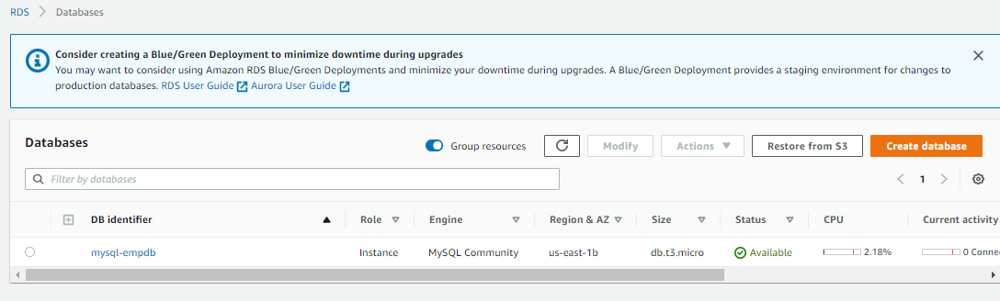 RDS > Databases
Consider creating a Blue/Green Deployment to minimize downtime during upgrades
You may want to consider using Amazon RDS Blue/Green Deployments and minimize your downtime during upgrades. A Blue/Green Deployment provides a staging environment for changes to
production databases. RDS User Guide Aurora User Guide
Databases Group resources Modify Actions Restore from S3 Create database
Filter by databases 1
DB identifier Role Engine Region & AZ Size Status CPU Current activity
mysql-empdb Instance MySQL Community us-east-1b db.t3.micro Available 2.18% 0 Conne